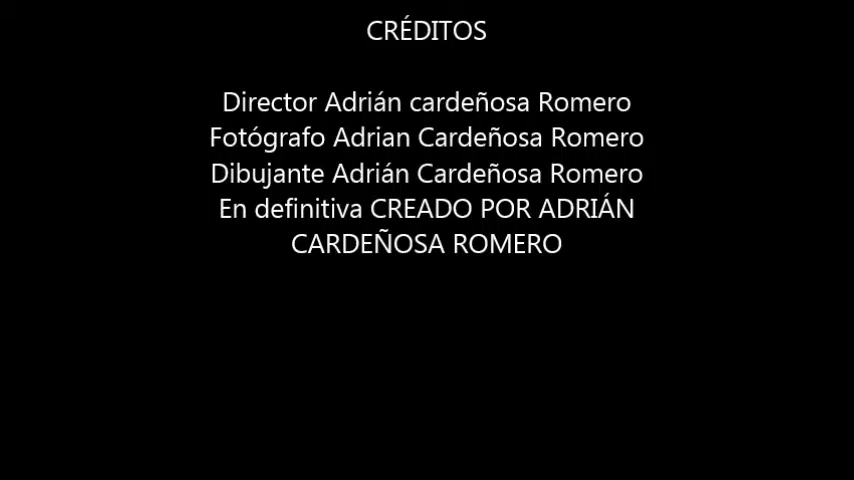 CRÉDITOS
Director Adrián cardeñosa Romero
Fotógrafo Adrian Cardeñosa Romero
Dibujante Adrián Cardeñosa Romero
En definitiva CREADO POR ADRIÁN
CARDEÑOSA ROMERO